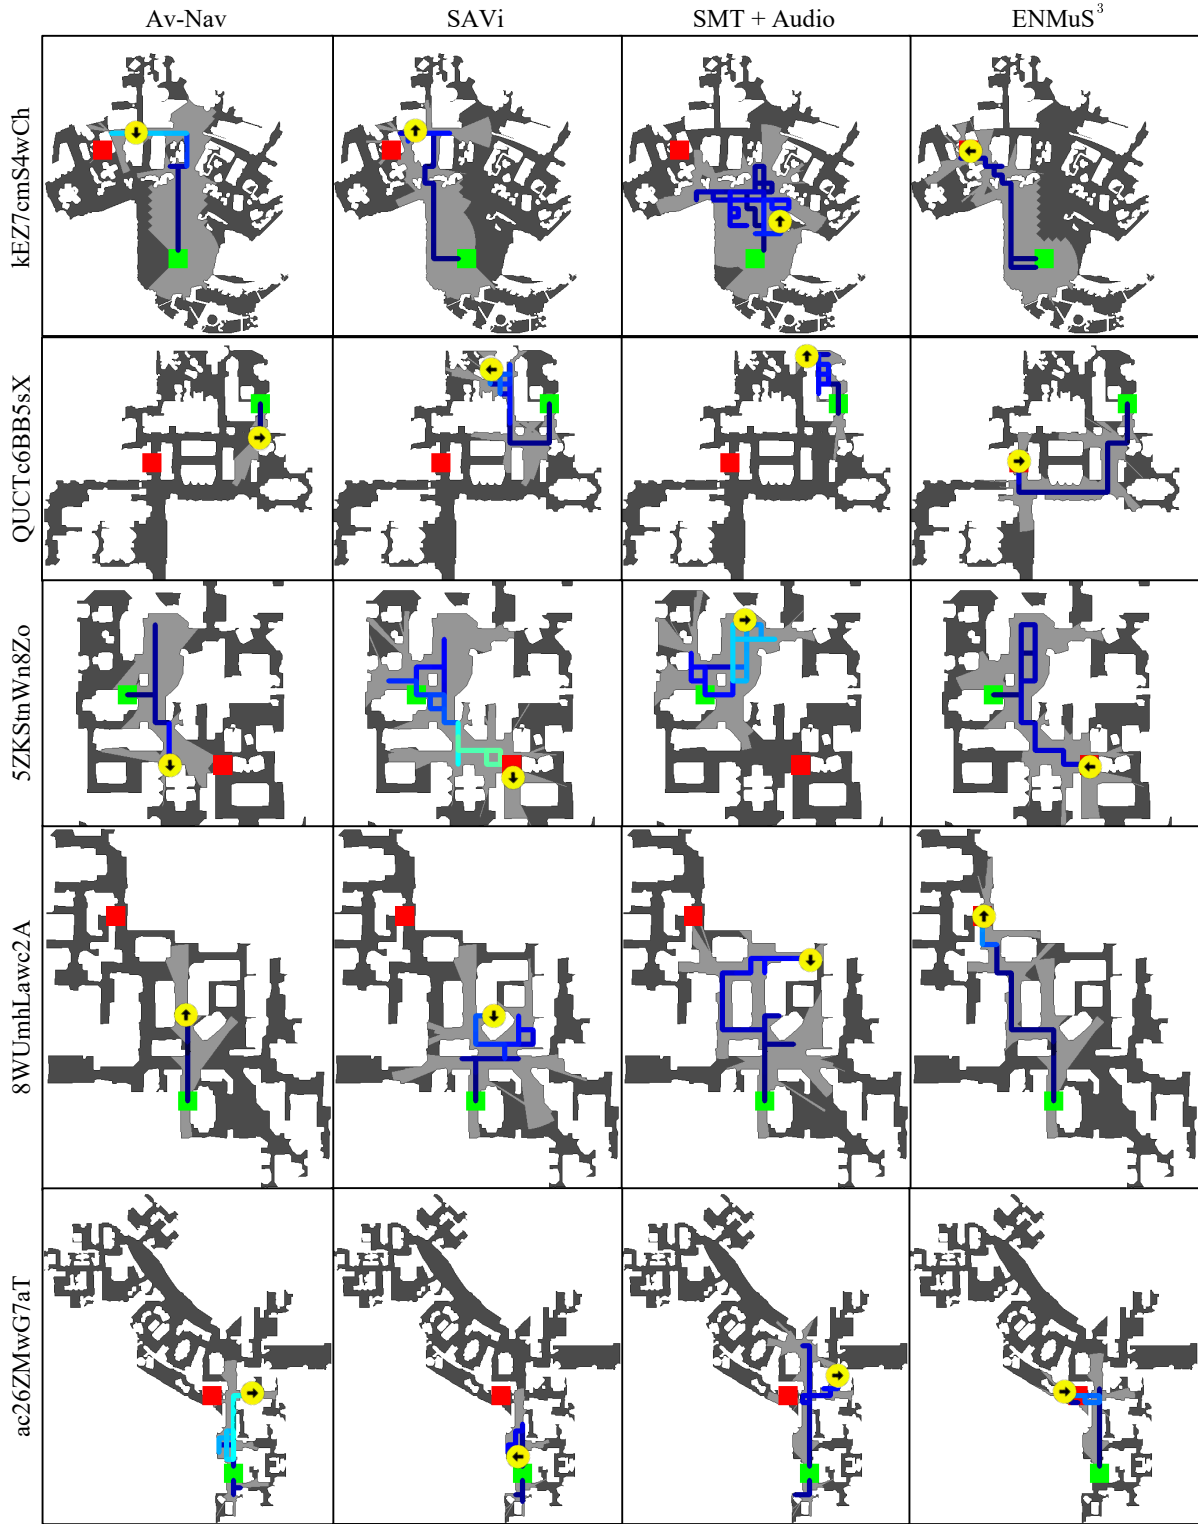 Av-Nav SAVi SMT + Audio ENMuS³
kEZ7cmS4wCh
QUCTc6BB5sX
5ZKStnWn8Zo
8WUmhLawc2A
ac26ZMwG7aT